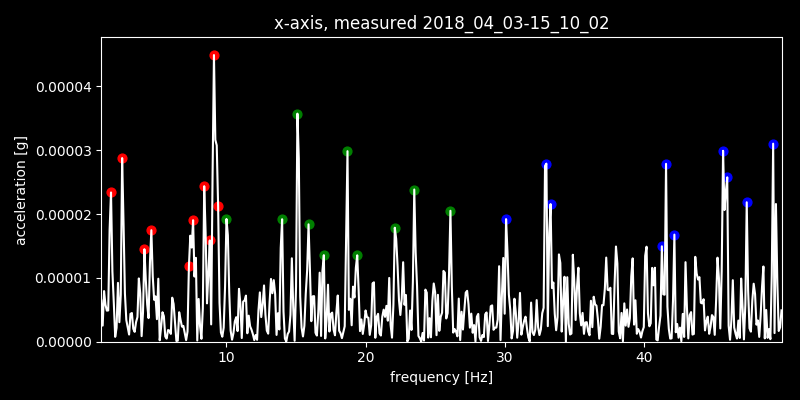 x-axis, measured 2018_04_03-15_10_02
acceleration [g]
0.00004
0.00003
0.00002
0.00001
0.00000
10 20 30 40
frequency [Hz]